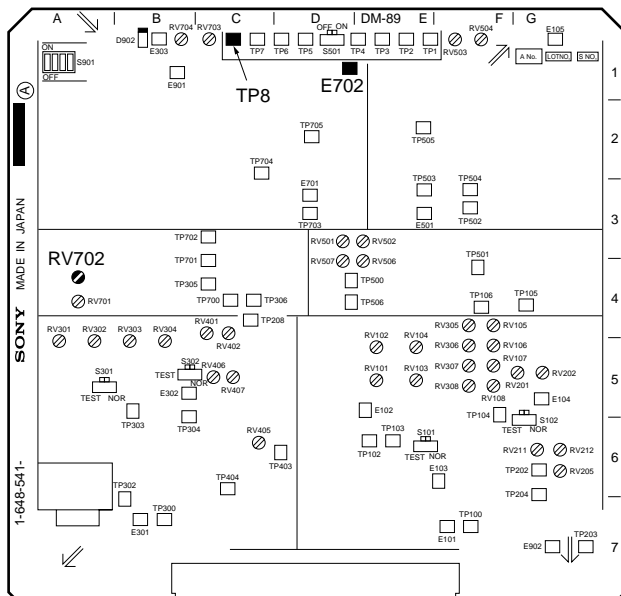 A B C D DM-89 E F G
D902 E303 RV704 RV703 OFF ON RV504 E105
ON OFF S901
TP8 TP7 TP6 TP5 S501 TP4 TP3 TP2 TP1 RV503
A No. LOTNO. S NO.
E901 E702 1
A
TP705 TP505 2
TP704
TP503 TP504
E701
TP703 E501 TP502 3
TP702 RV501 RV502
TP701 RV507 RV506 TP501
RV702
TP305 TP500 4
RV701 TP700 TP306 TP506 TP106 TP105
TP208
RV301 RV302 RV303 RV304 RV401 RV402 RV102 RV104 RV305 RV105
RV306 RV106
S302 TEST NOR RV406 RV407 RV101 RV103 RV307 RV107
S301 TEST NOR E302 RV308 RV201 RV202 5
RV108 E104
TP303 TP304 E102 TP104 S102 TEST NOR
RV405 TP102 TP103 S101 TEST NOR
TP403 RV211 RV212 6
TP404 E103 TP202 RV205
TP302 TP204
E301 TP300 E101 TP100
E902 TP203 7
SONY MADE IN JAPAN
1-648-541-